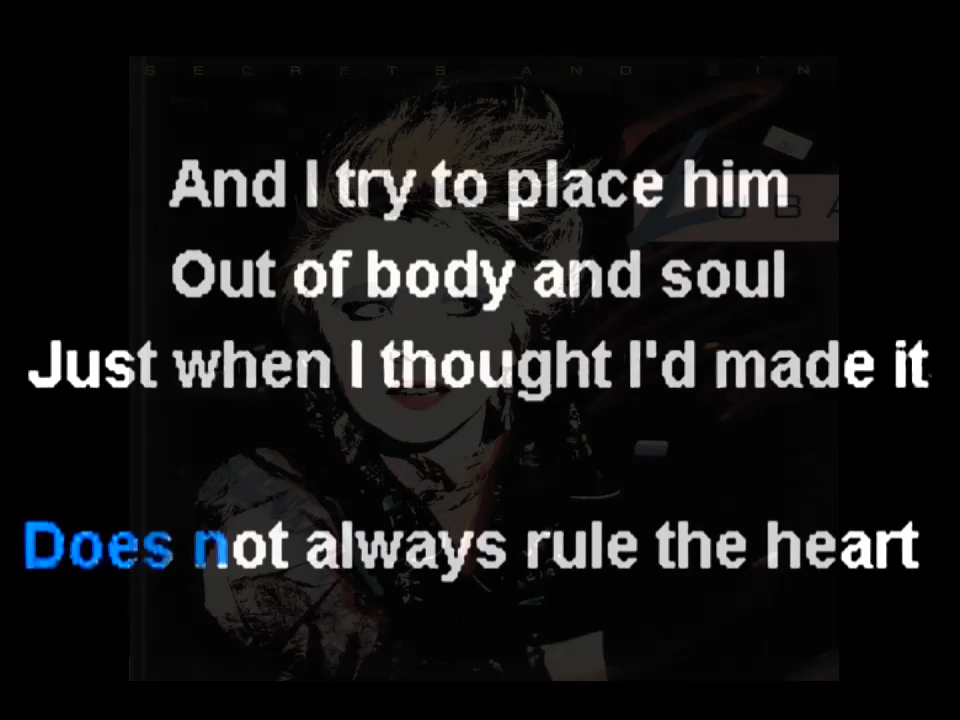 SECRETS AND SIN
And I try to place him
LUBA
Out of body and soul
Just when I thought I'd made it
Does not always rule the heart